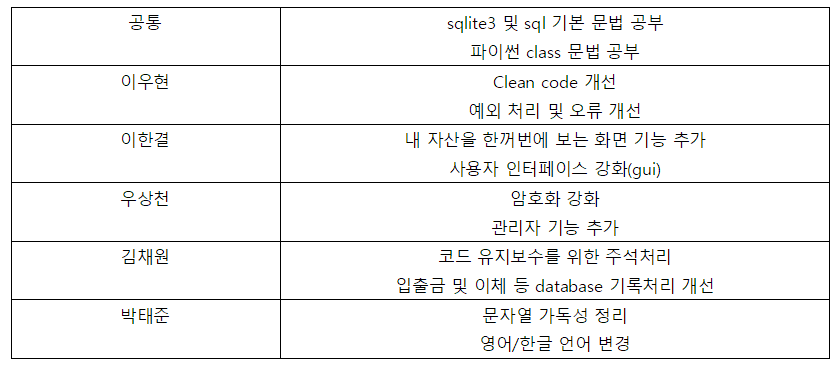 공통
sqlite3 및 sql 기본 문법 공부
파이썬 class 문법 공부
이우현
Clean code 개선
예외 처리 및 오류 개선
이한결
내 자산을 한꺼번에 보는 화면 기능 추가
사용자 인터페이스 강화(gui)
우상천
암호화 강화
관리자 기능 추가
김채원
코드 유지보수를 위한 주석처리
입출금 및 이체 등 database 기록처리 개선
박태준
문자열 가독성 정리
영어/한글 언어 변경